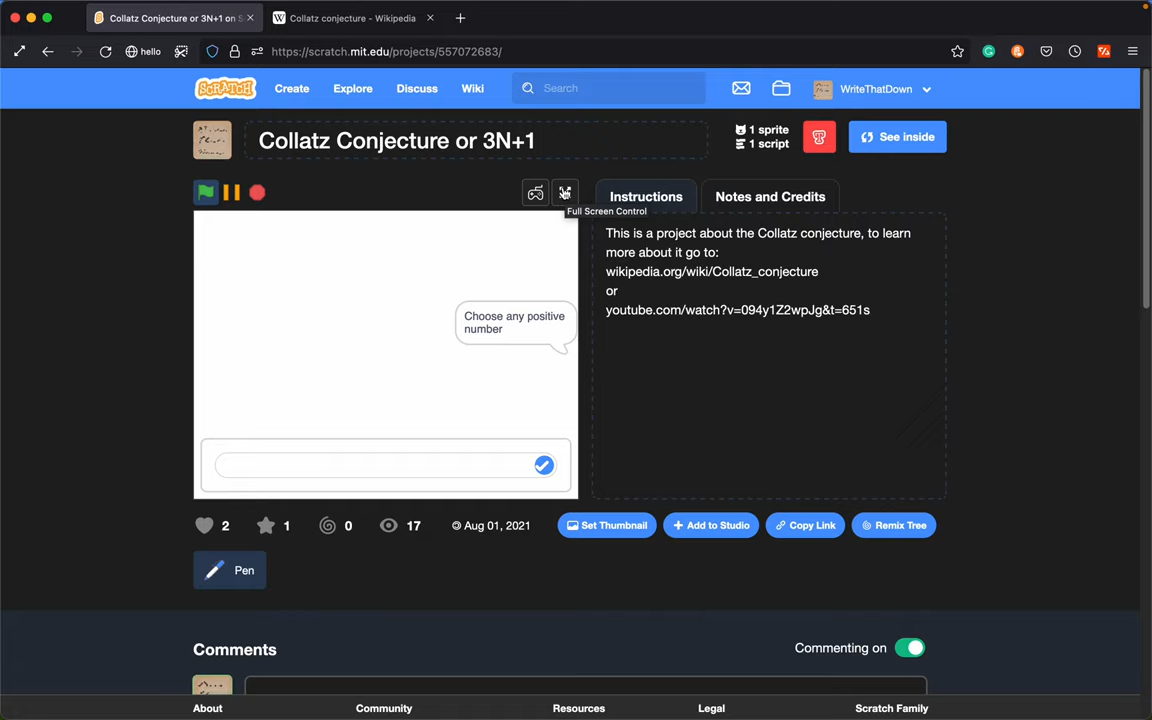 Collatz Conjecture or 3N+1 on S
Collatz conjecture - Wikipedia
hello
https://scratch.mit.edu/projects/557072683/
SCRATCH
Create
Explore
Discuss
Wiki
Search
WriteThatDown
Collatz Conjecture or 3N+1
1 sprite
1 script
See inside
Full Screen Control
Instructions
Notes and Credits
This is a project about the Collatz conjecture, to learn
more about it go to:
wikipedia.org/wiki/Collatz_conjecture
or
youtube.com/watch?v=094y1Z2wpJg&t=651s
Choose any positive
number
2
1
0
17
© Aug 01, 2021
Set Thumbnail
Add to Studio
Copy Link
Remix Tree
Pen
Comments
Commenting on
About
Community
Resources
Legal
Scratch Family